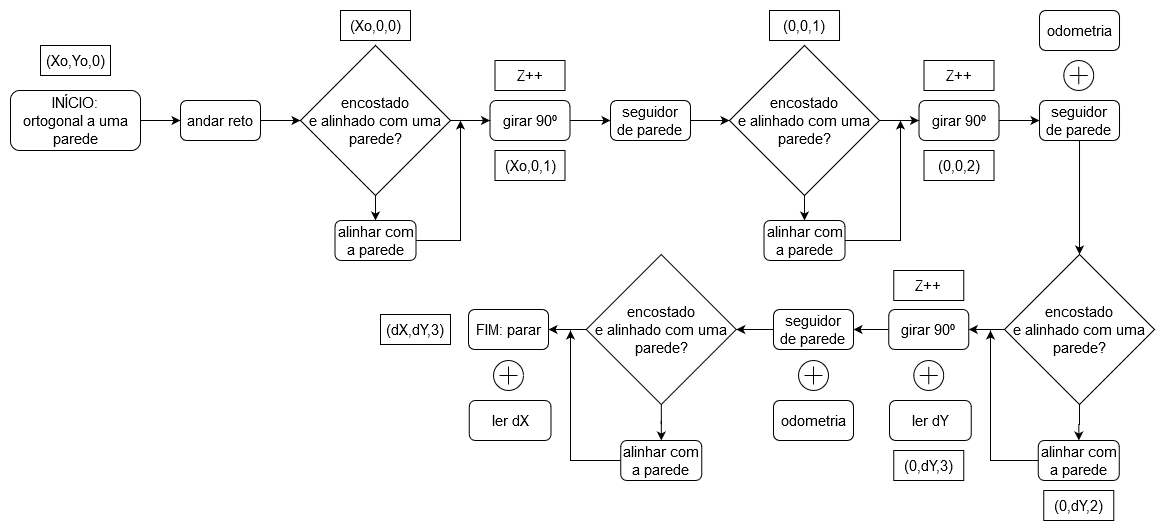 (Xo,Yo,0)
INÍCIO:
ortogonal a uma
parede
andar reto
(Xo,0,0)
encostado
e alinhado com uma
parede?
alinhar com
a parede
Z++
girar 90º
(Xo,0,1)
seguidor
de parede
(0,0,1)
encostado
e alinhado com uma
parede?
alinhar com
a parede
Z++
girar 90º
(0,0,2)
odometria
seguidor
de parede
encostado
e alinhado com uma
parede?
alinhar com
a parede
(0,dY,2)
Z++
girar 90º
ler dY
(0,dY,3)
seguidor
de parede
odometria
encostado
e alinhado com uma
parede?
alinhar com
a parede
(dX,dY,3)
FIM: parar
ler dX